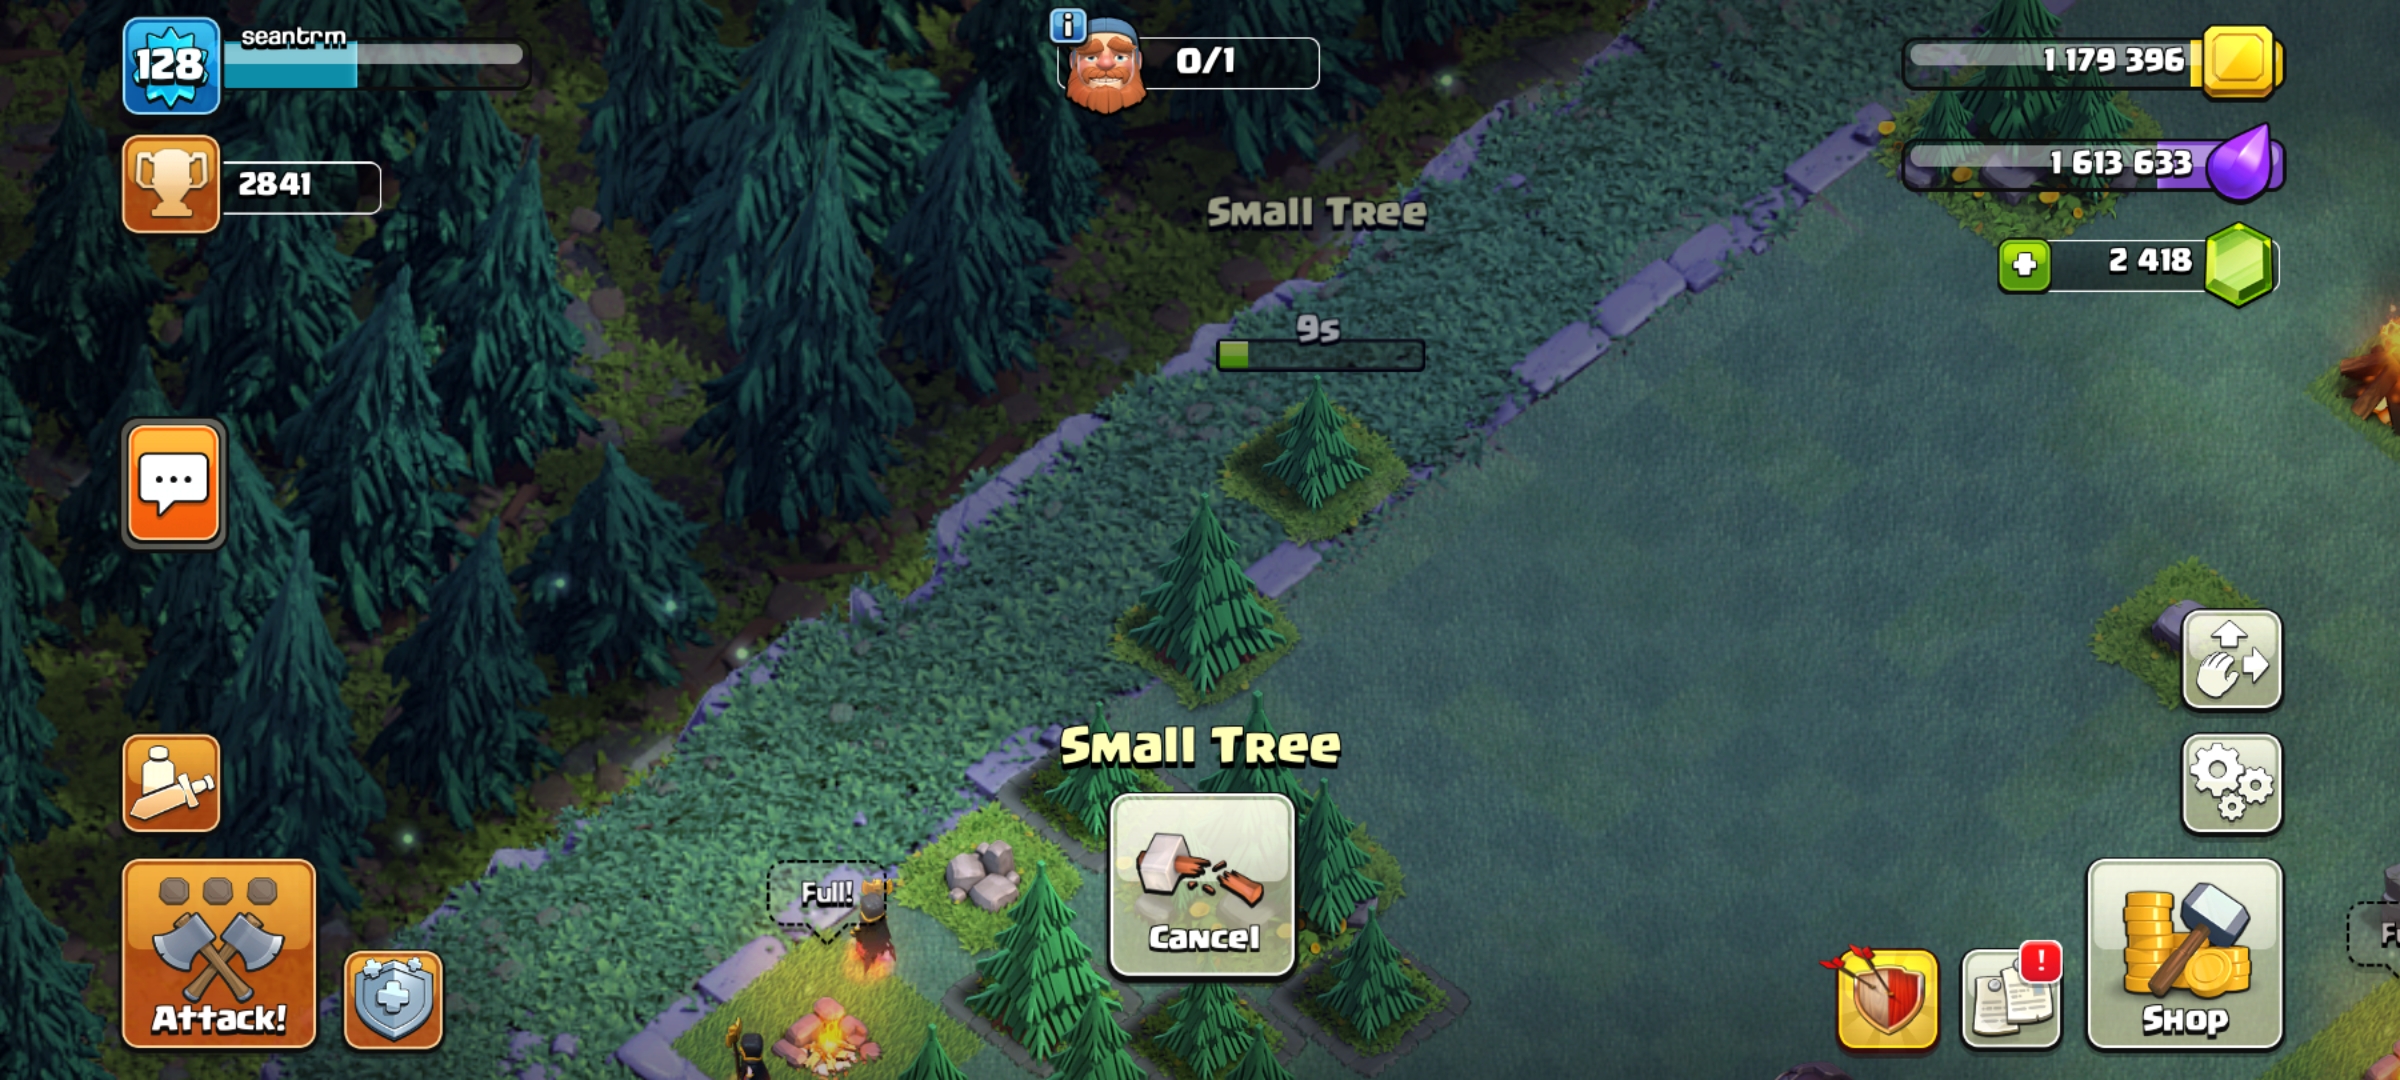 128
seantrm
0/1
1 179 396
2841
1 613 633
2 418
Small Tree
9s
Small Tree
Cancel
Full!
Attack!
!
Shop